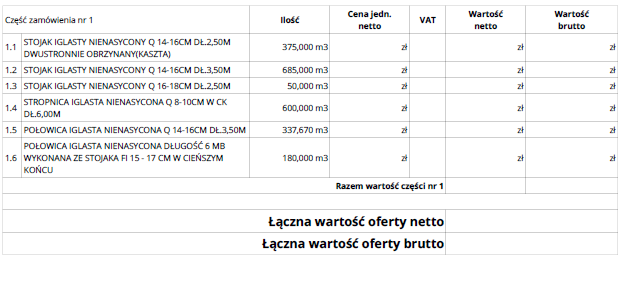 Część zamówienia nr 1 Ilość Cena jedn. netto VAT Wartość netto Wartość brutto
1.1 STOJAK IGLASTY NIENASYCONY Q 14-16CM DŁ.2,50M
DWUSTRONNIE OBRZYNANY(KASZTA) 375,000 m3 zł zł zł
1.2 STOJAK IGLASTY NIENASYCONY Q 14-16CM DŁ.3,50M 685,000 m3 zł zł zł
1.3 STOJAK IGLASTY NIENASYCONY Q 16-18CM DŁ.2,50M 50,000 m3 zł zł zł
1.4 STROPNICA IGLASTA NIENASYCONA Q 8-10CM W CK
DŁ.6,00M 600,000 m3 zł zł zł
1.5 POŁOWICA IGLASTA NIENASYCONA Q 14-16CM DŁ.3,50M 337,670 m3 zł zł zł
1.6 POŁOWICA IGLASTA NIENASYCONA DŁUGOŚĆ 6 MB
WYKONANA ZE STOJAKA FI 15 - 17 CM W CIEŃSZYM
KOŃCU 180,000 m3 zł zł zł
Razem wartość części nr 1
Łączna wartość oferty netto
Łączna wartość oferty brutto